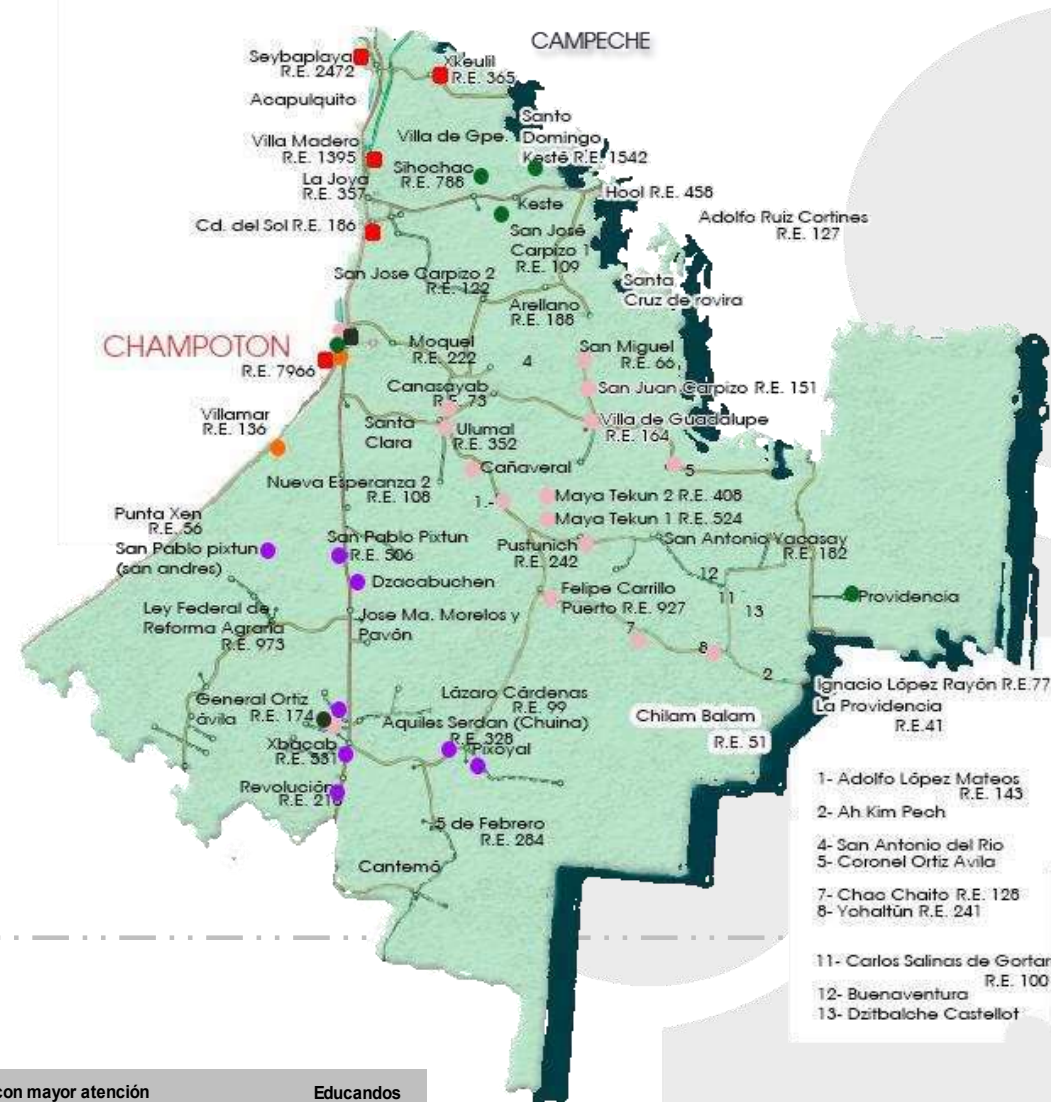 CAMPECHE
Seybaplaya
R.E. 2472
Xkeulil
R.E. 365
Acapulquito
Santo
Domingo
Kesté R.E. 1542
Villa Madero
R.E. 1395
Villa de Gpe.
Sihochac
R.E. 788
La Joya
R.E. 357
Hool R.E. 458
Keste
Cd. del Sol R.E. 186
Adolfo Ruiz Cortines
R.E. 127
San José
Carpizo 1
R.E. 109
San Jose Carpizo 2
R.E. 122
Santa
Cruz de rovira
Arellano
R.E. 188
CHAMPOTON
R.E. 7966
Moquel
R.E. 222
4
San Miguel
R.E. 66
Canasayab
R.E. 73
San Juan Carpizo R.E. 151
Villamar
R.E. 136
Santa
Clara
Ulumal
R.E. 352
Villa de Guadalupe
R.E. 164
5
Cañaveral
Nueva Esperanza 2
R.E. 108
1.-
Maya Tekun 2 R.E. 408
Maya Tekun 1 R.E. 524
Punta Xen
R.E. 56
San Pablo Pixtun
R.E. 506
Pustunich
R.E. 242
San Antonio Yacasay
R.E. 182
San Pablo pixtun
(san andres)
Dzacabuchen
12
11
13
Felipe Carrillo
Puerto R.E. 927
Providencia
Ley Federal de
Reforma Agraria
R.E. 973
Jose Ma. Morelos y
Pavón
7
8
2
General Ortiz
ávila R.E. 174
Lázaro Cárdenas
R.E. 99
Ignacio López Rayón R.E.77
La Providencia
R.E.41
Chilam Balam
R.E. 51
Aquiles Serdan (Chuina)
R.E. 328
Pixoyal
Xbacab
R.E. 531
Revolución
R.E. 218
5 de Febrero
R.E. 284
Cantemó
1- Adolfo López Mateos
R.E. 143
2- Ah Kim Pech
4- San Antonio del Rio
5- Coronel Ortiz Avila
7- Chac Chaito R.E. 128
8- Yohaltún R.E. 241
11- Carlos Salinas de Gortar
R.E. 100
12- Buenaventura
13- Dzitbalche Castellot
con mayor atención Educandos